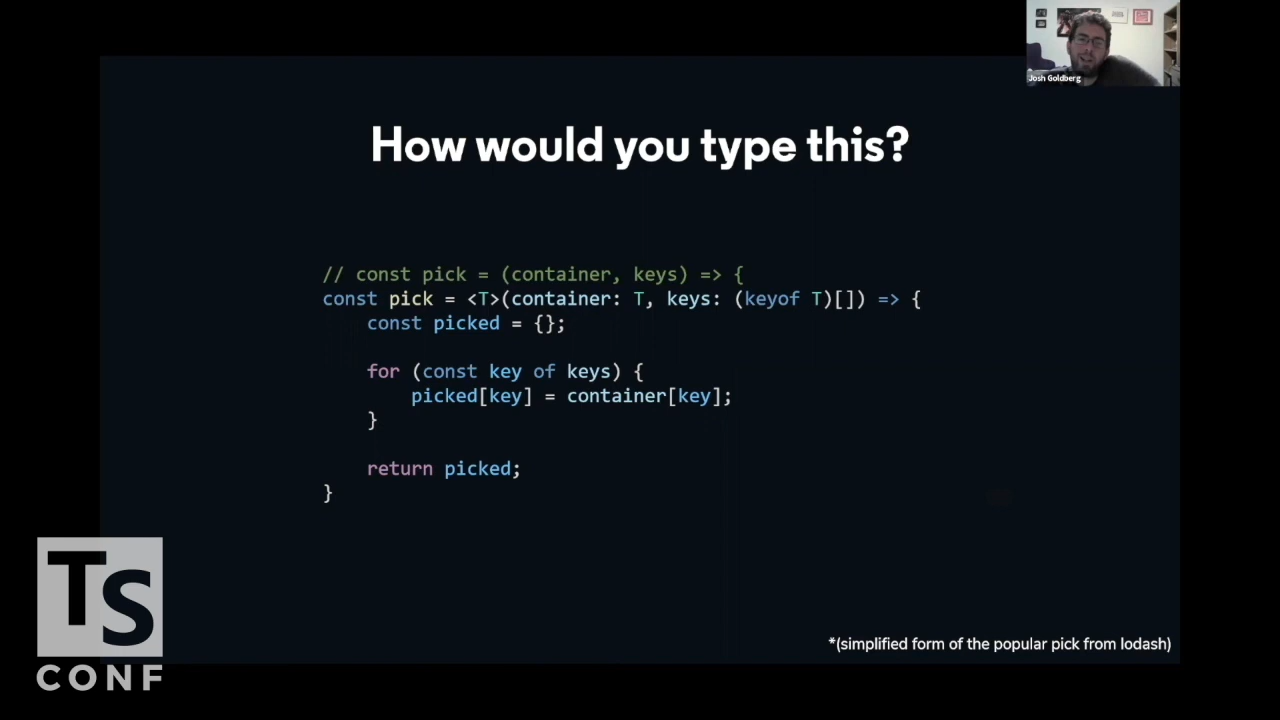 Josh Goldberg
How would you type this?
// const pick = (container, keys) => {
const pick = <T>(container: T, keys: (keyof T)[]) => {
    const picked = {};
    for (const key of keys) {
        picked[key] = container[key];
    }
    return picked;
}
TS
CONF
*(simplified form of the popular pick from lodash)